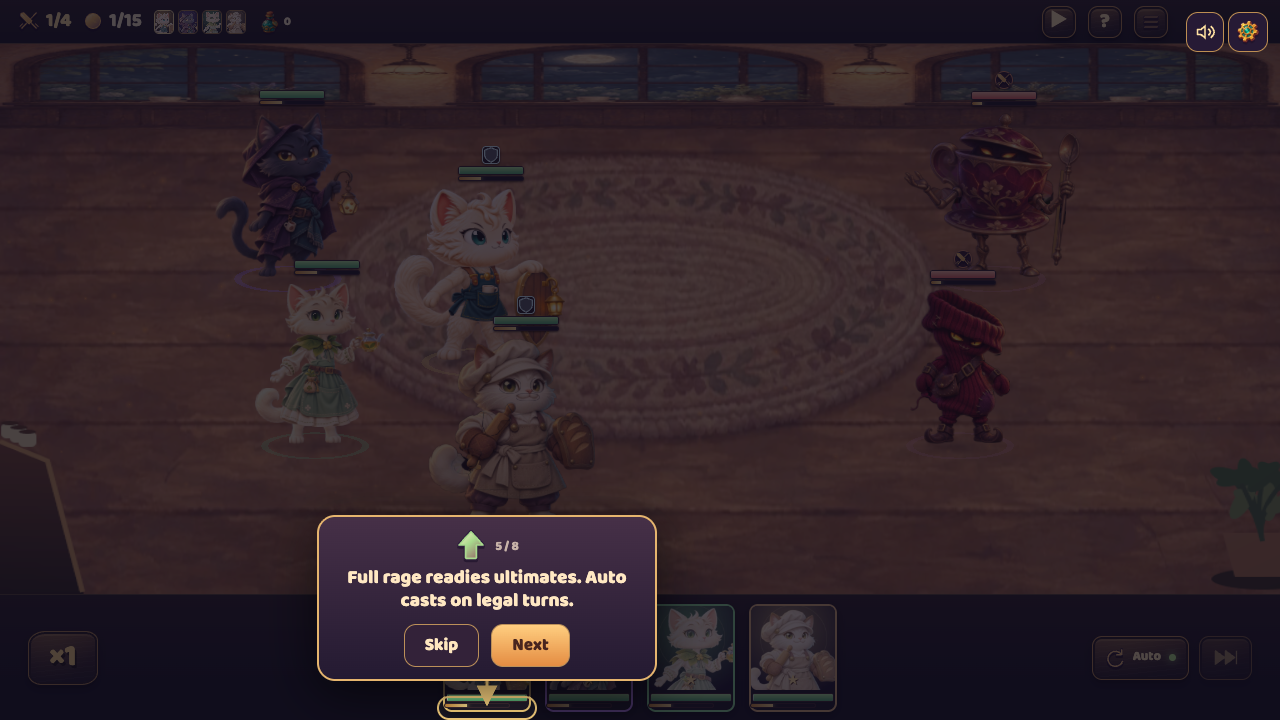 1/4 1/15 0
?
5/8
Full rage readies ultimates. Auto
casts on legal turns.
Skip Next
×1
Auto